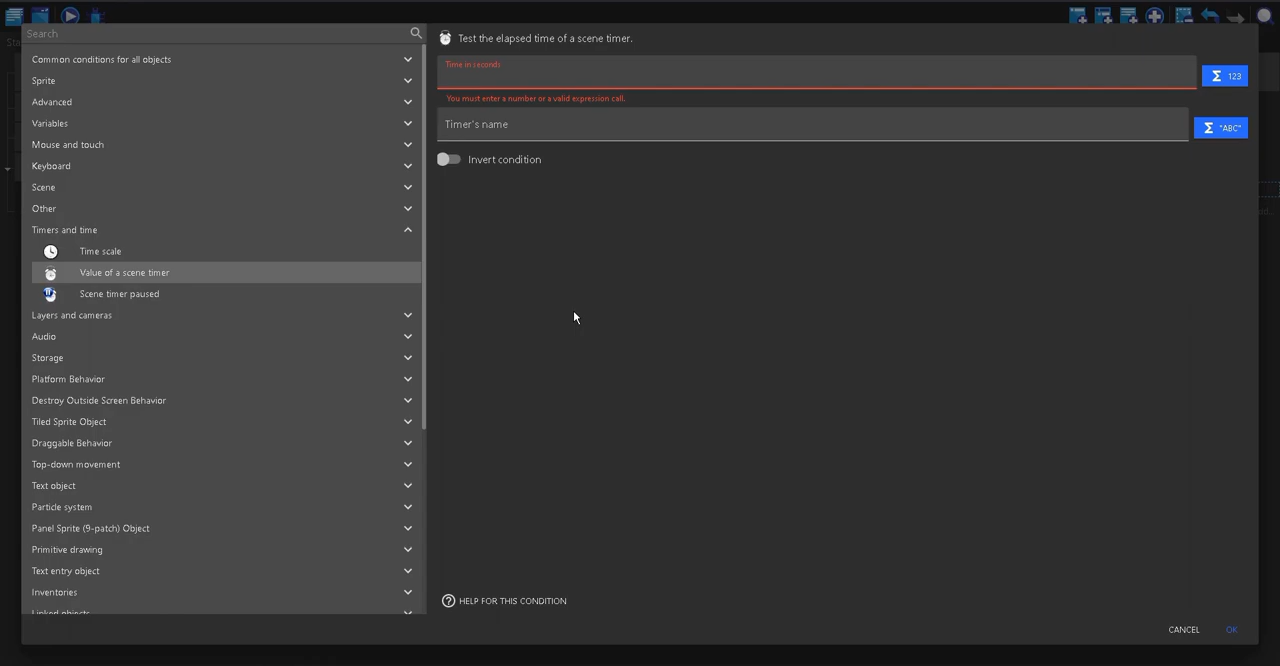 Search
Common conditions for all objects
Sprite
Advanced
Variables
Mouse and touch
Keyboard
Scene
Other
Timers and time
Time scale
Value of a scene timer
Scene timer paused
Layers and cameras
Audio
Storage
Platform Behavior
Destroy Outside Screen Behavior
Tiled Sprite Object
Draggable Behavior
Top-down movement
Text object
Particle system
Panel Sprite (9-patch) Object
Primitive drawing
Text entry object
Inventories
Linked objects
Test the elapsed time of a scene timer.
Time in seconds
Σ 123
You must enter a number or a valid expression call.
Timer's name
Σ "ABC"
Invert condition
HELP FOR THIS CONDITION
CANCEL
OK